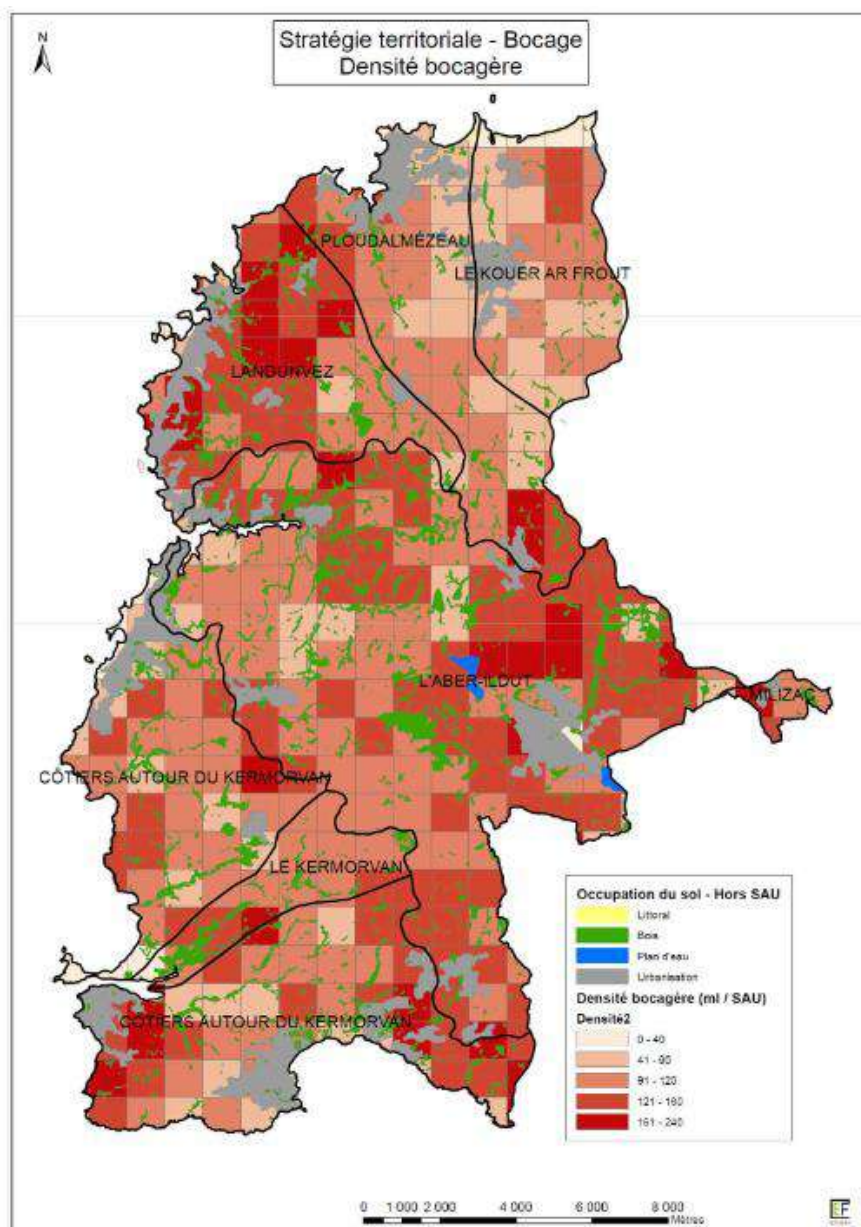 Stratégie territoriale - Bocage
Densité bocagère
N
PLOUDALMÉZEAU
LE KOUER AR FROUT
LANDUNVEZ
L'ABER-ILDUT
MILIZAC
CÔTIERS AUTOUR DU KERMORVAN
LE KERMORVAN
CÔTIERS AUTOUR DU KERMORVAN
Occupation du sol - Hors SAU
Littoral
Bois
Plan d'eau
Urbanisation
Densité bocagère (ml / SAU)
Densité2
0 - 40
41 - 90
91 - 120
121 - 160
161 - 240
0 1 000 2 000 4 000 6 000 8 000
Mètres
EF